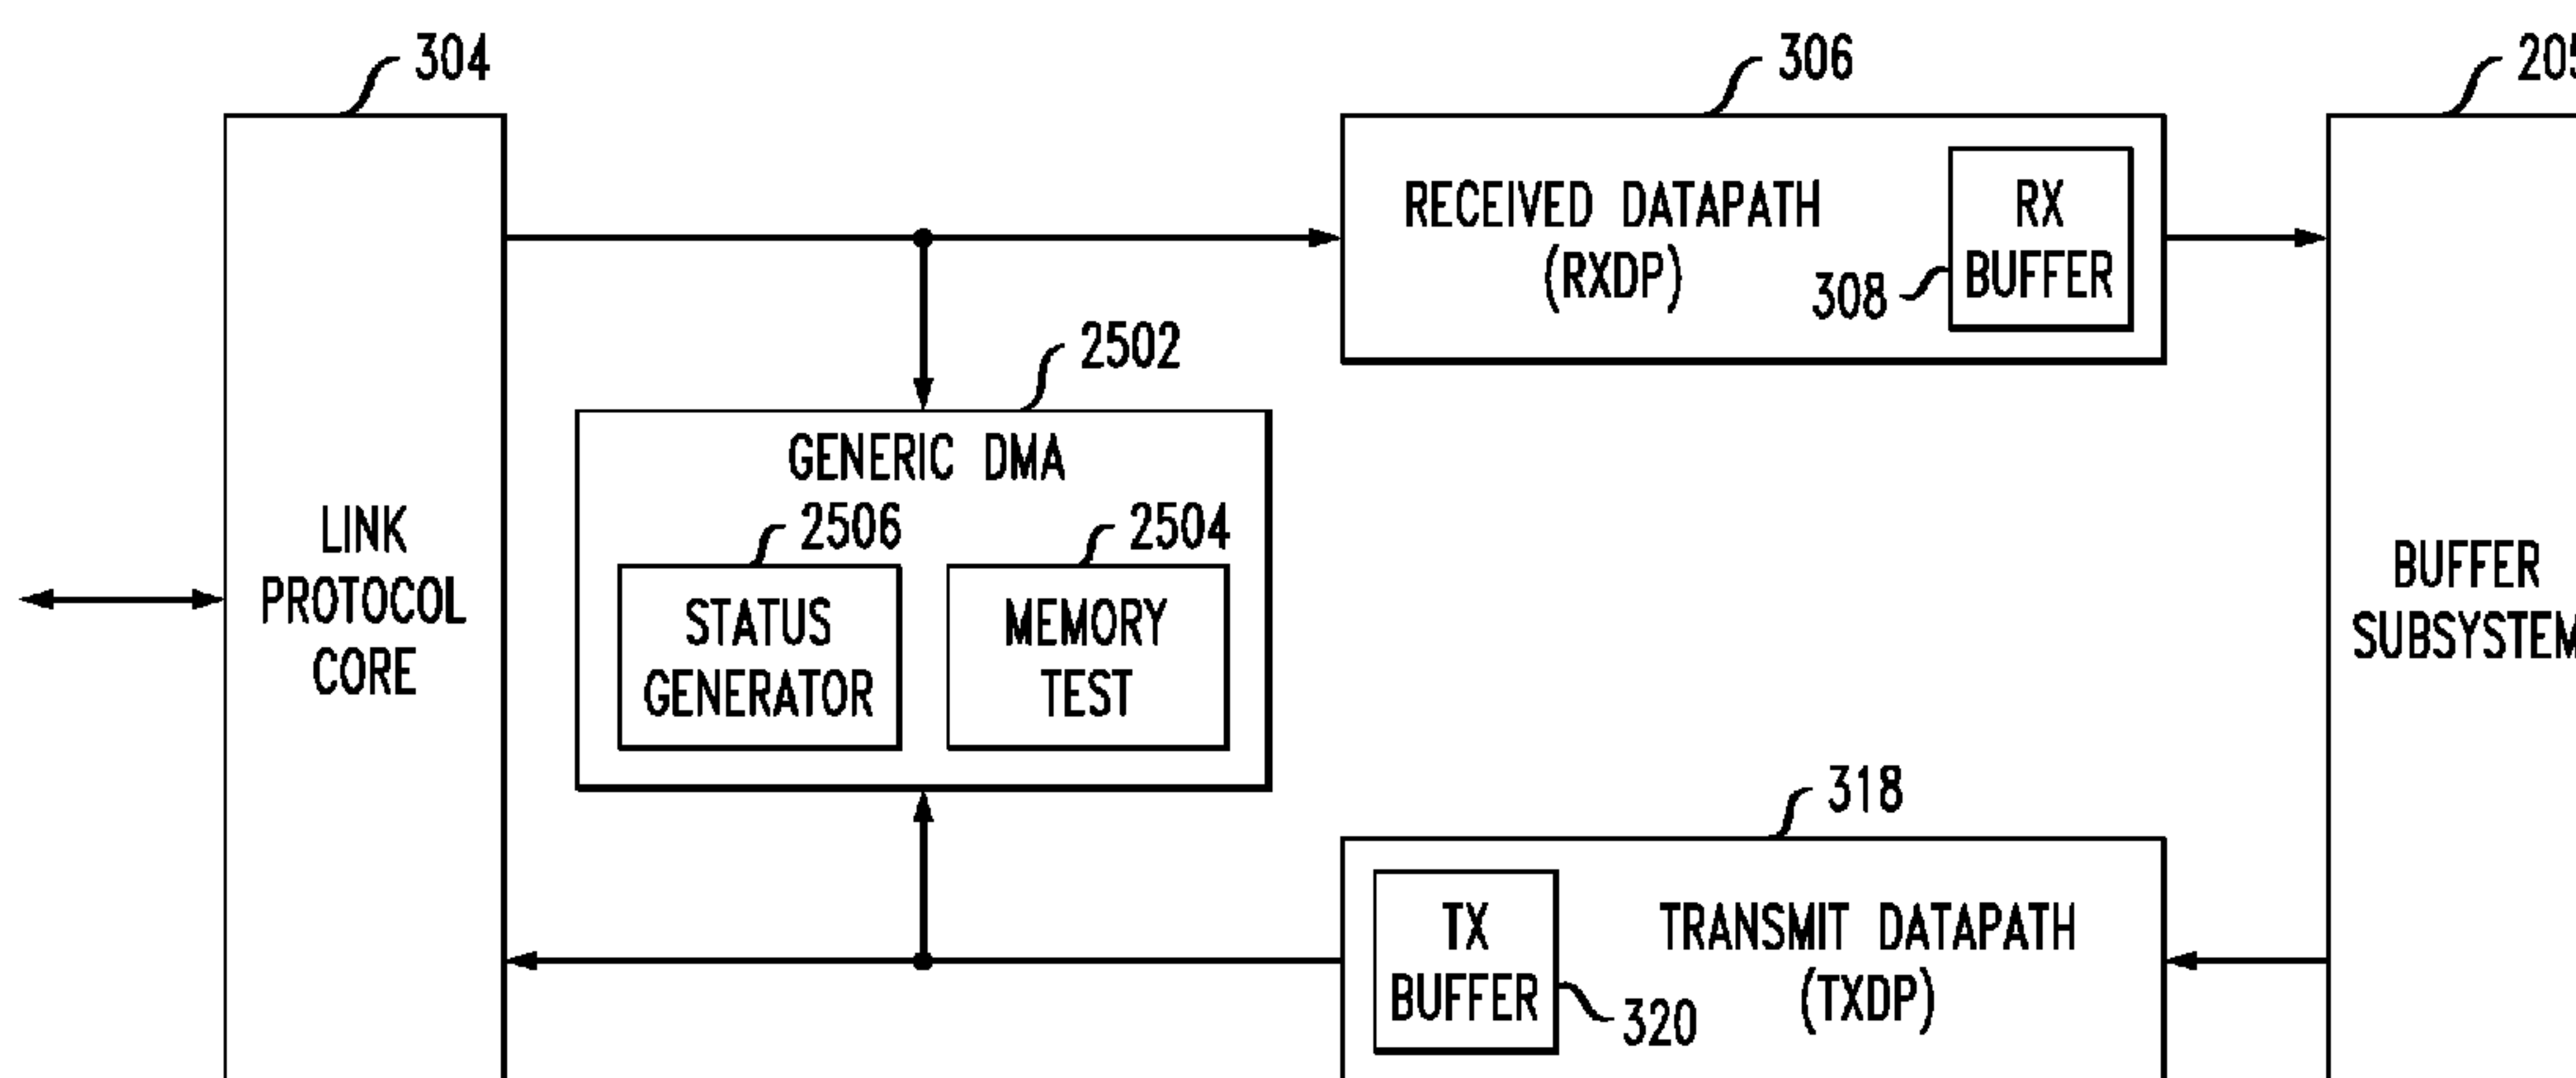 304
306
RECEIVED DATAPATH
(RXDP)
RX
BUFFER
308
2502
GENERIC DMA
2506
2504
STATUS
GENERATOR
MEMORY
TEST
LINK
PROTOCOL
CORE
BUFFER
SUBSYSTEM
318
TX
BUFFER
320
TRANSMIT DATAPATH
(TXDP)